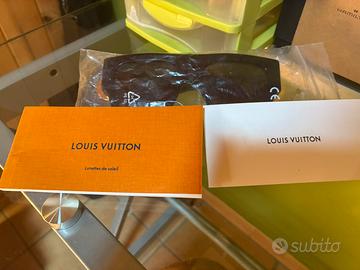 LOUIS VUITTON
LOUIS VUITTON
Lunettes de soleil
CE
subito